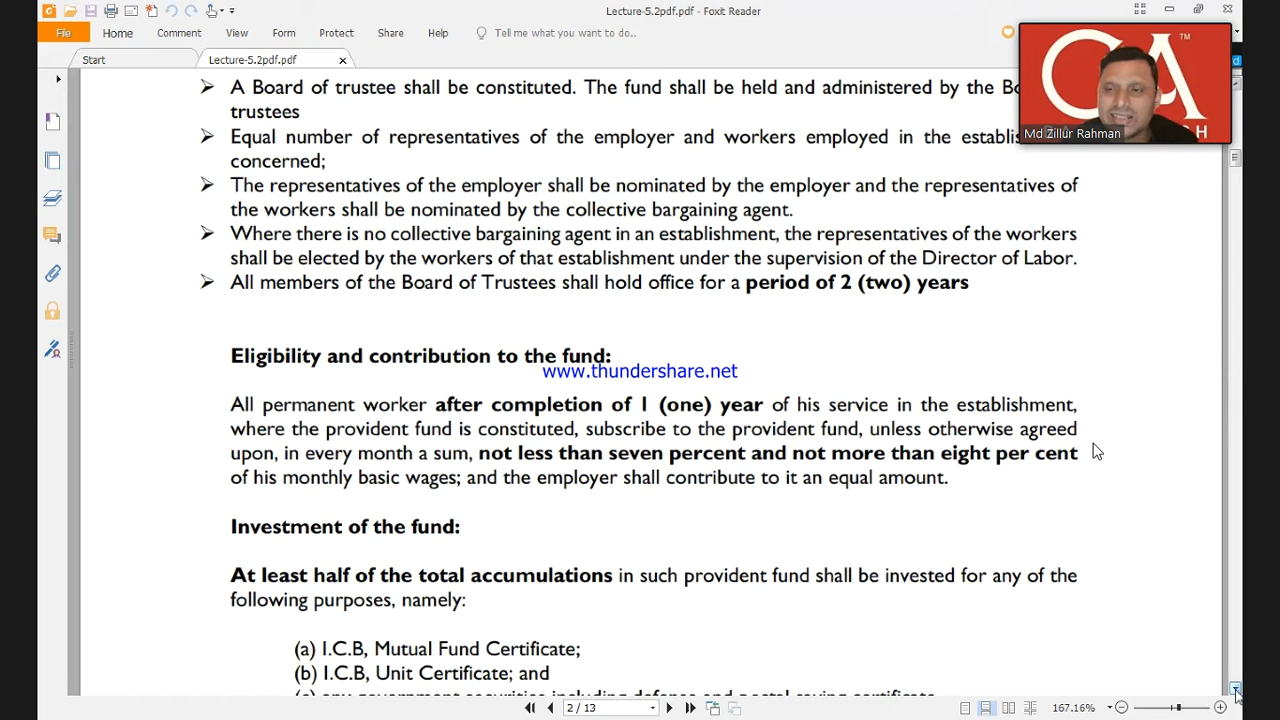 Lecture-5.2pdf.pdf - Foxit Reader
File Home Comment View Form Protect Share Help Tell me what you want to do..
Start Lecture-5.2pdf.pdf
A Board of trustee shall be constituted. The fund shall be held and administered by the
trustees
Equal number of representatives of the employer and workers employed in the
concerned;
The representatives of the employer shall be nominated by the employer and the representatives of
the workers shall be nominated by the collective bargaining agent.
Where there is no collective bargaining agent in an establishment, the representatives of the workers
shall be elected by the workers of that establishment under the supervision of the Director of Labor.
All members of the Board of Trustees shall hold office for a period of 2 (two) years
CA
TM
Md Zillur Rahman
Eligibility and contribution to the fund:
www.thundershare.net
All permanent worker after completion of 1 (one) year of his service in the establishment,
where the provident fund is constituted, subscribe to the provident fund, unless otherwise agreed
upon, in every month a sum, not less than seven percent and not more than eight per cent
of his monthly basic wages; and the employer shall contribute to it an equal amount.
Investment of the fund:
At least half of the total accumulations in such provident fund shall be invested for any of the
following purposes, namely:
(a) I.C.B, Mutual Fund Certificate;
(b) I.C.B, Unit Certificate; and
(c) any government securities including defense and postal saving certificate
2 / 13
167.16%